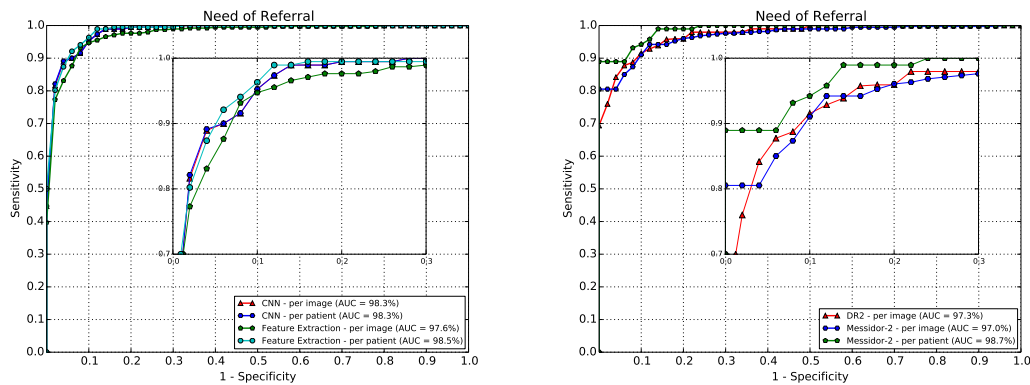 Need of Referral
1.0
0.9
0.8
0.7
0.6
0.5
0.4
0.3
0.2
0.1
0.0
Sensitivity
1.0
0.9
0.8
0.7
0.0
0.1
0.2
0.3
CNN - per image (AUC = 98.3%)
CNN - per patient (AUC = 98.3%)
Feature Extraction - per image (AUC = 97.6%)
Feature Extraction - per patient (AUC = 98.5%)
0.1 0.2 0.3 0.4 0.5 0.6 0.7 0.8 0.9 1.0
1 - Specificity
Need of Referral
1.0
0.9
0.8
0.7
0.6
0.5
0.4
0.3
0.2
0.1
0.0
Sensitivity
1.0
0.9
0.8
0.7
0.0
0.1
0.2
0.3
DR2 - per image (AUC = 97.3%)
Messidor-2 - per image (AUC = 97.0%)
Messidor-2 - per patient (AUC = 98.7%)
0.1 0.2 0.3 0.4 0.5 0.6 0.7 0.8 0.9 1.0
1 - Specificity